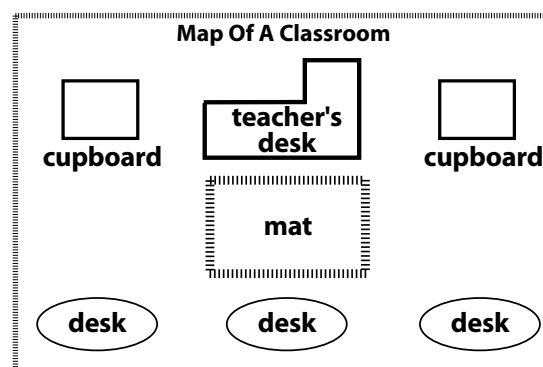 Map Of A Classroom
teacher's
desk
cupboard
cupboard
mat
desk
desk
desk